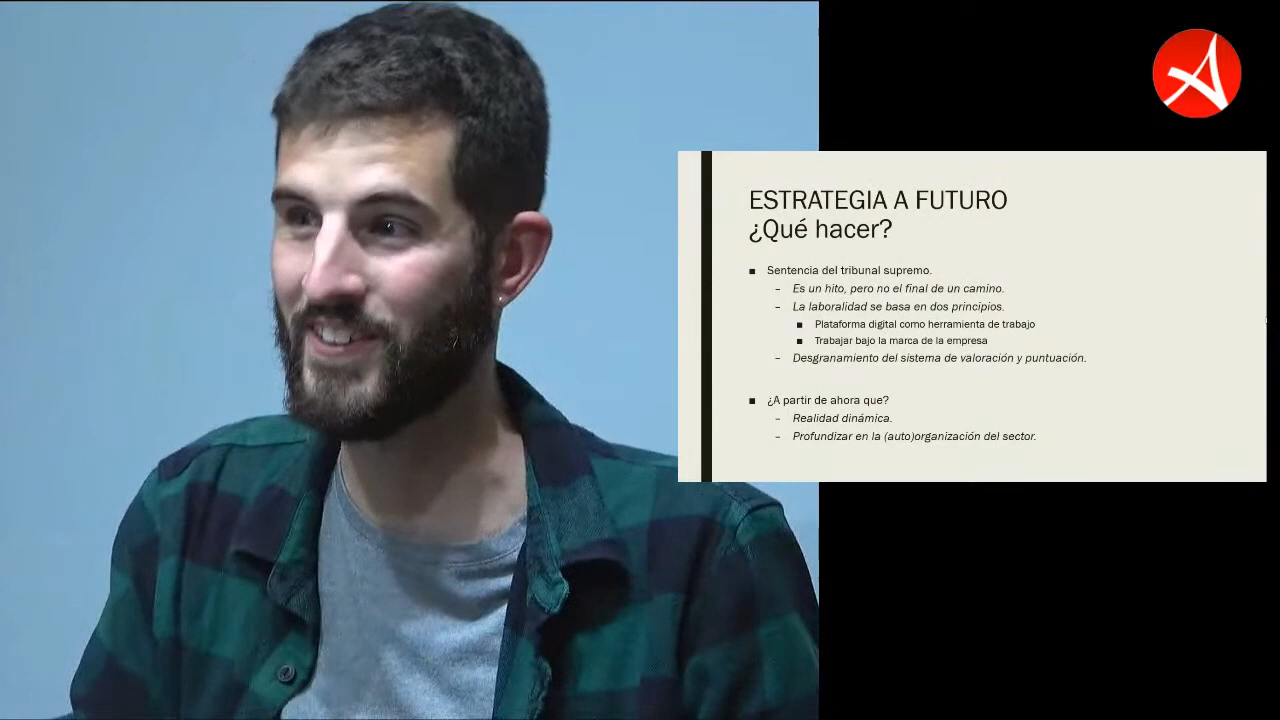 ESTRATEGIA A FUTURO
¿Qué hacer?
■ Sentencia del tribunal supremo.
– Es un hito, pero no el final de un camino.
– La laboralidad se basa en dos principios.
■ Plataforma digital como herramienta de trabajo
■ Trabajar bajo la marca de la empresa
– Desgranamiento del sistema de valoración y puntuación.
■ ¿A partir de ahora que?
– Realidad dinámica.
– Profundizar en la (auto)organización del sector.